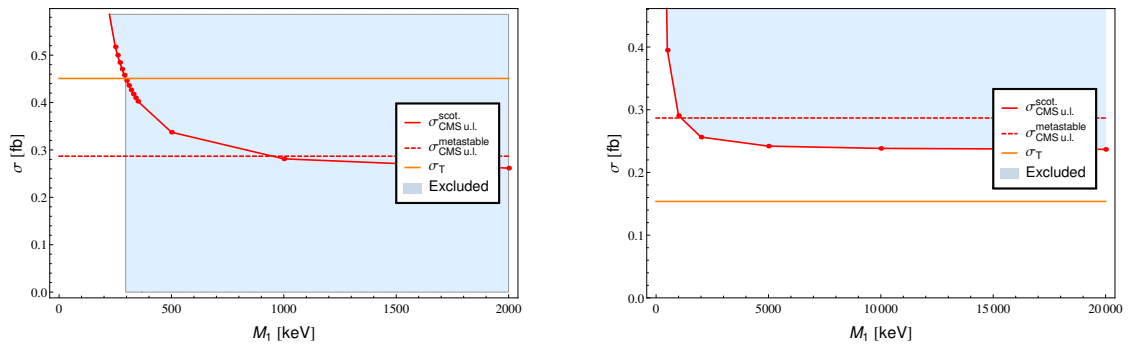 σ [fb]
0.5
0.4
0.3
0.2
0.1
0.0
0
500
1000
1500
2000
M₁ [keV]
σ^scot._CMS u.l.
σ^metastable_CMS u.l.
σ_T
Excluded
σ [fb]
0.4
0.3
0.2
0.1
0.0
0
5000
10 000
15 000
20 000
M₁ [keV]
σ^scot._CMS u.l.
σ^metastable_CMS u.l.
σ_T
Excluded